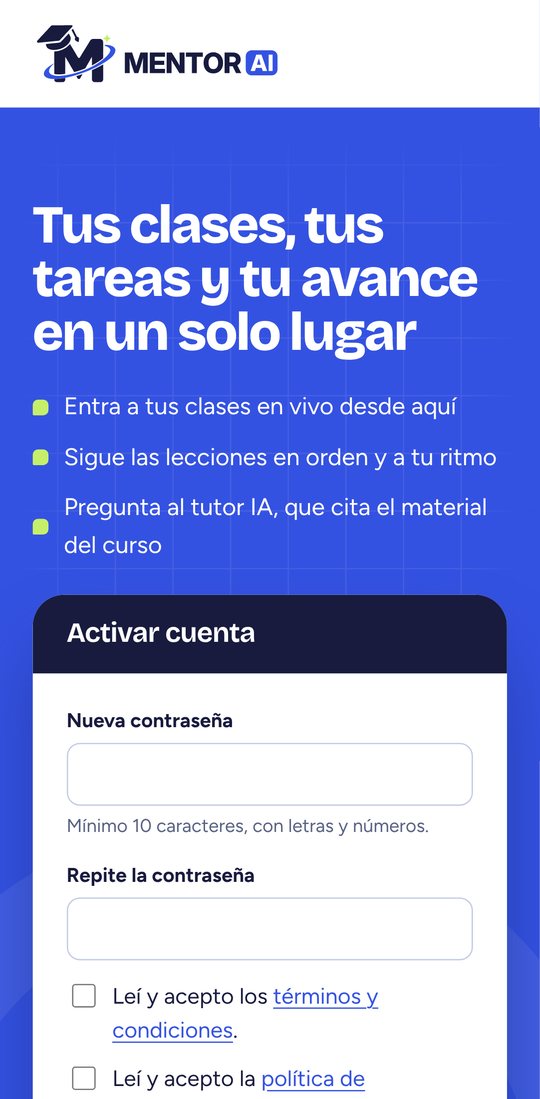 MENTOR AI
Tus clases, tus
tareas y tu avance
en un solo lugar
Entra a tus clases en vivo desde aquí
Sigue las lecciones en orden y a tu ritmo
Pregunta al tutor IA, que cita el material
del curso
Activar cuenta
Nueva contraseña
Mínimo 10 caracteres, con letras y números.
Repite la contraseña
Leí y acepto los términos y
condiciones.
Leí y acepto la política de